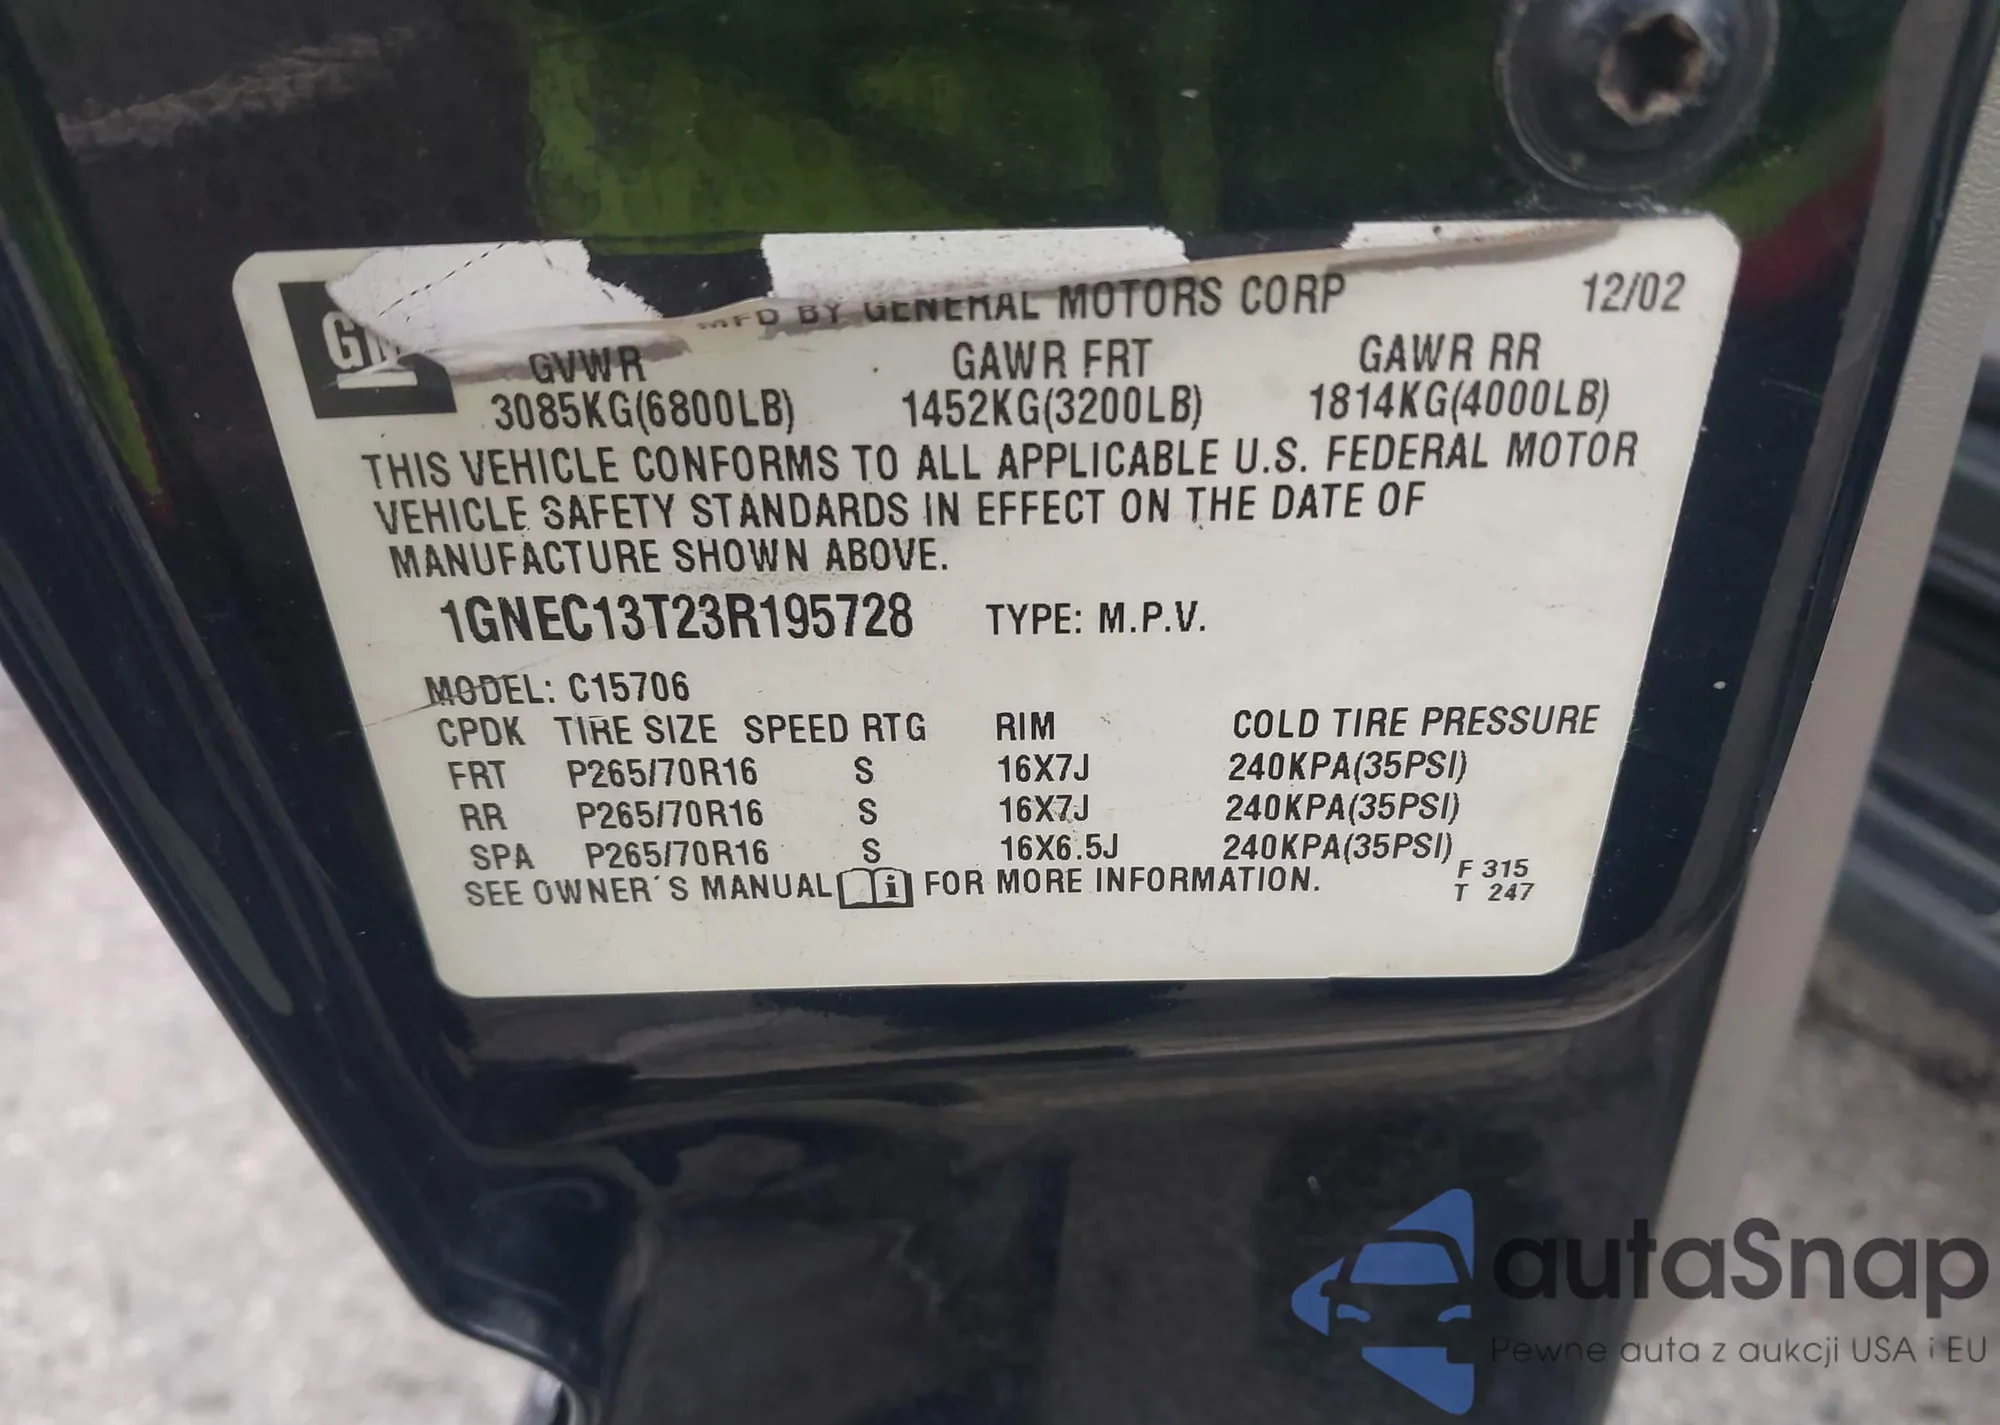 GM
MFD BY GENERAL MOTORS CORP 12/02
GVWR GAWR FRT GAWR RR
3085KG(6800LB) 1452KG(3200LB) 1814KG(4000LB)
THIS VEHICLE CONFORMS TO ALL APPLICABLE U.S. FEDERAL MOTOR
VEHICLE SAFETY STANDARDS IN EFFECT ON THE DATE OF
MANUFACTURE SHOWN ABOVE.
1GNEC13T23R195728 TYPE: M.P.V.
MODEL: C15706
CPDK TIRE SIZE SPEED RTG RIM COLD TIRE PRESSURE
FRT P265/70R16 S 16X7J 240KPA(35PSI)
RR P265/70R16 S 16X7J 240KPA(35PSI)
SPA P265/70R16 S 16X6.5J 240KPA(35PSI)
SEE OWNER'S MANUAL i FOR MORE INFORMATION.
F 315
T 247
autaSnap
Pewne auta z aukcji USA i EU